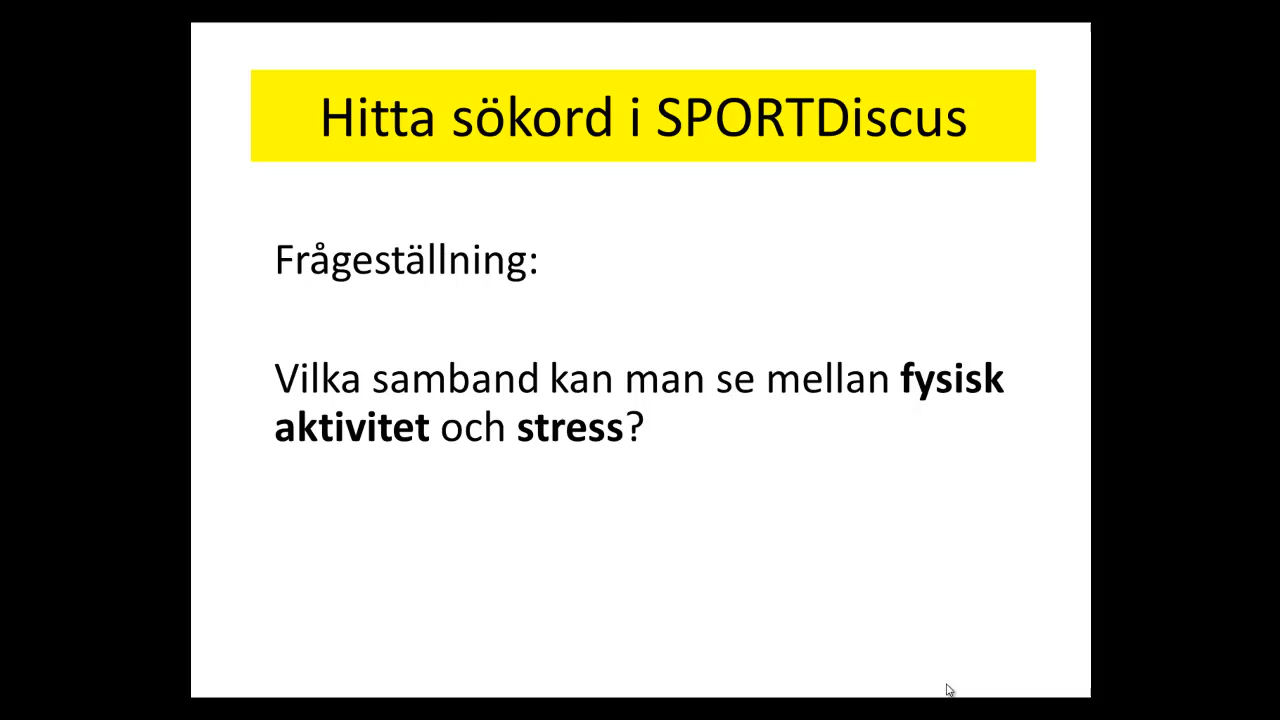 Hitta sökord i SPORTDiscus
Frågeställning:
Vilka samband kan man se mellan fysisk
aktivitet och stress?